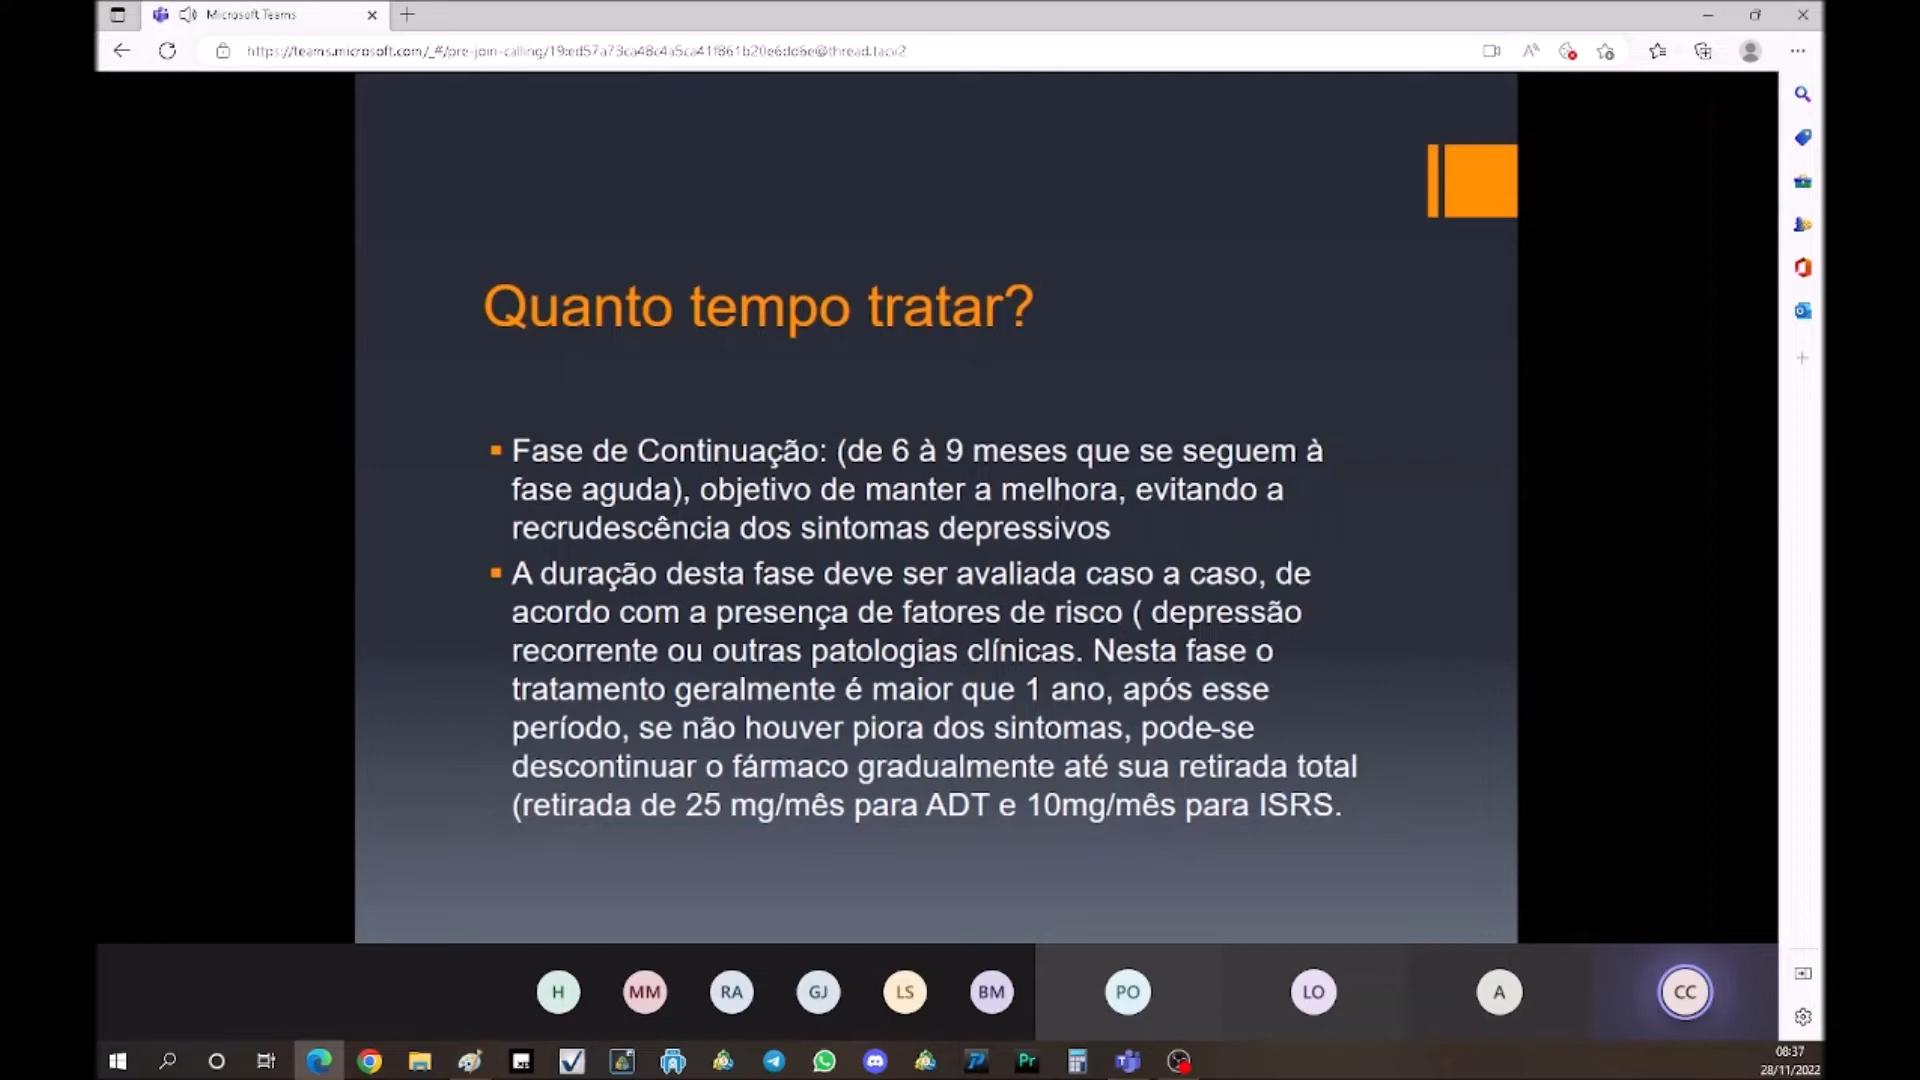 Microsoft Teams
https://teams.microsoft.com/_#/pre-join-calling/19:ed57a73ca48c4a5ca41f861b20e6do6e@thread.tacv2
Quanto tempo tratar?
Fase de Continuação: (de 6 à 9 meses que se seguem à
fase aguda), objetivo de manter a melhora, evitando a
recrudescência dos sintomas depressivos
A duração desta fase deve ser avaliada caso a caso, de
acordo com a presença de fatores de risco ( depressão
recorrente ou outras patologias clínicas. Nesta fase o
tratamento geralmente é maior que 1 ano, após esse
período, se não houver piora dos sintomas, pode-se
descontinuar o fármaco gradualmente até sua retirada total
(retirada de 25 mg/mês para ADT e 10mg/mês para ISRS.
H MM RA GJ LS BM PO LO A CC
Pr
08:37
28/11/2022